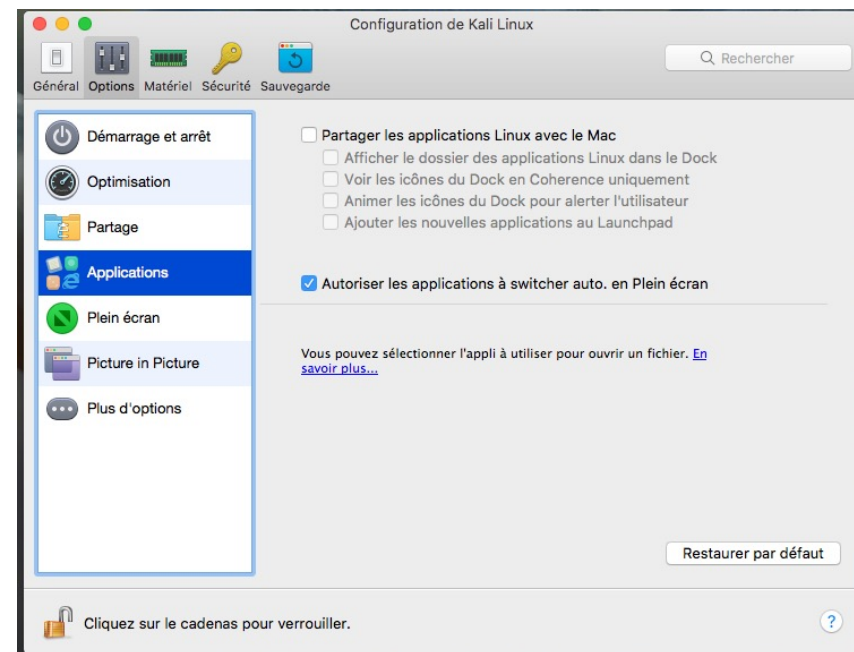 Configuration de Kali Linux
Général Options Matériel Sécurité Sauvegarde
Rechercher
Démarrage et arrêt
Optimisation
Partage
Applications
Plein écran
Picture in Picture
Plus d'options
Partager les applications Linux avec le Mac
Afficher le dossier des applications Linux dans le Dock
Voir les icônes du Dock en Coherence uniquement
Animer les icônes du Dock pour alerter l'utilisateur
Ajouter les nouvelles applications au Launchpad
Autoriser les applications à switcher auto. en Plein écran
Vous pouvez sélectionner l'appli à utiliser pour ouvrir un fichier. En
savoir plus...
Restaurer par défaut
Cliquez sur le cadenas pour verrouiller.
?